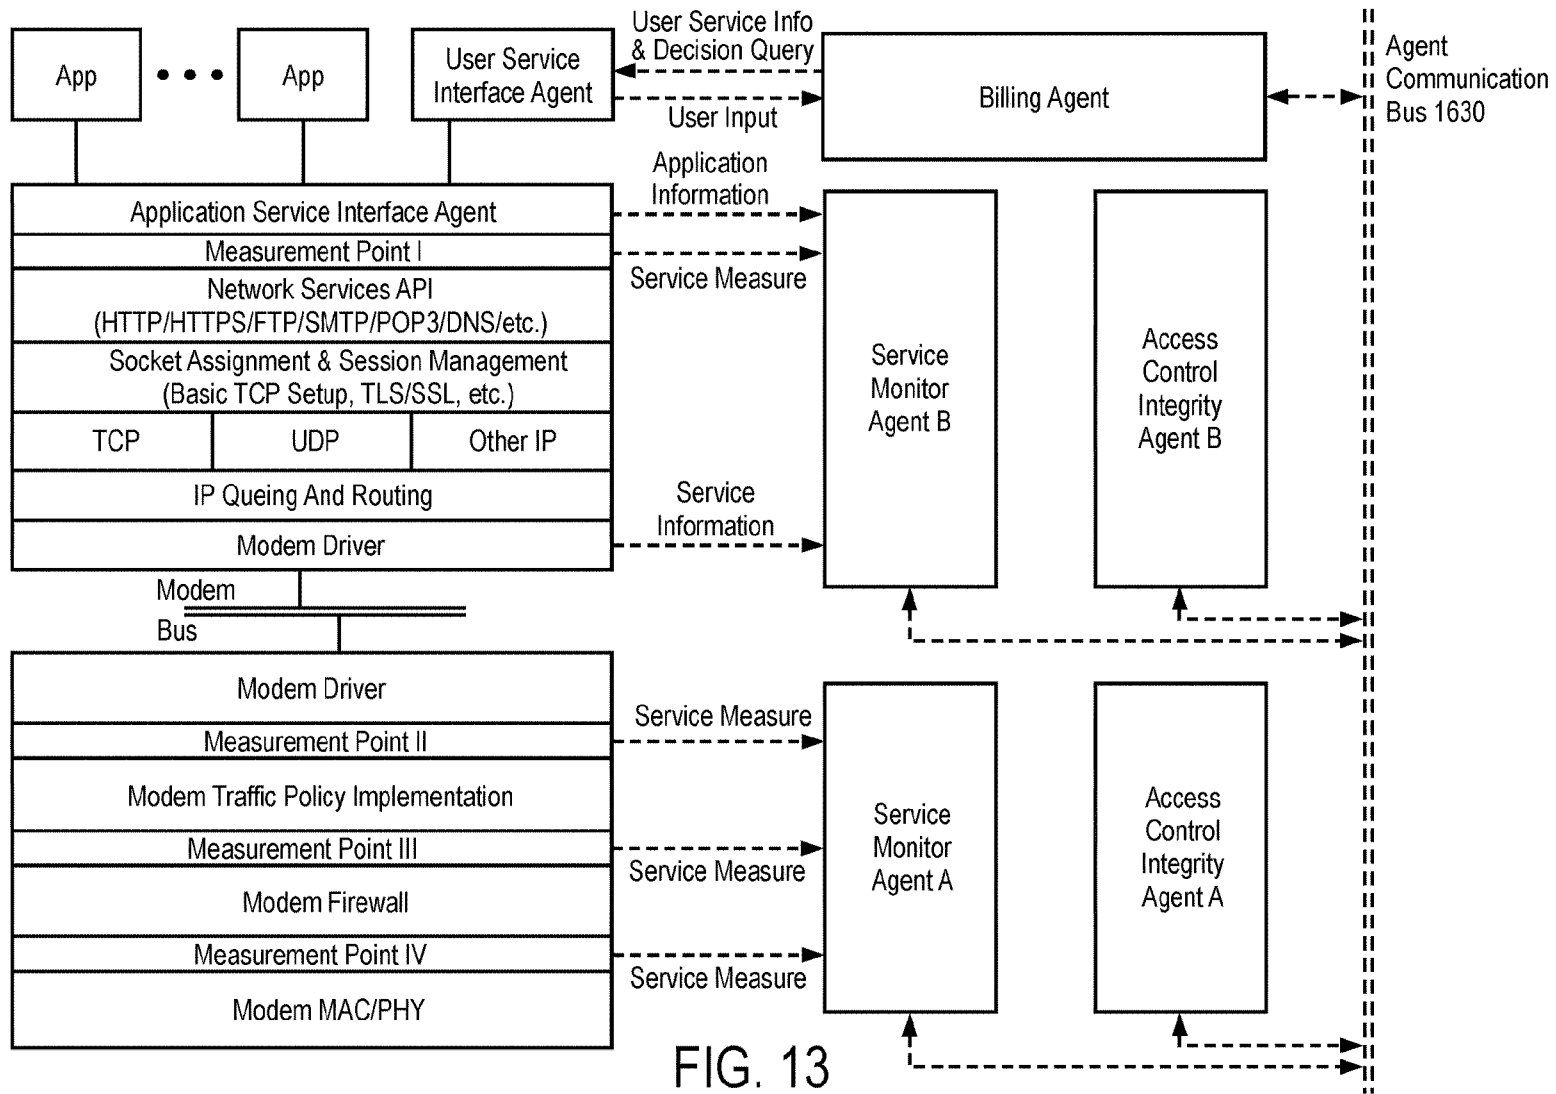 App
App
User Service
Interface Agent
User Service Info
& Decision Query
User Input
Billing Agent
Agent
Communication
Bus 1630
Application
Information
Application Service Interface Agent
Measurement Point I
Service Measure
Network Services API
(HTTP/HTTPS/FTP/SMTP/POP3/DNS/etc.)
Socket Assignment & Session Management
(Basic TCP Setup, TLS/SSL, etc.)
TCP
UDP
Other IP
IP Queing And Routing
Service
Information
Modem Driver
Service
Monitor
Agent B
Access
Control
Integrity
Agent B
Modem
Bus
Modem Driver
Service Measure
Measurement Point II
Modem Traffic Policy Implementation
Measurement Point III
Service Measure
Modem Firewall
Measurement Point IV
Service Measure
Modem MAC/PHY
Service
Monitor
Agent A
Access
Control
Integrity
Agent A
FIG. 13